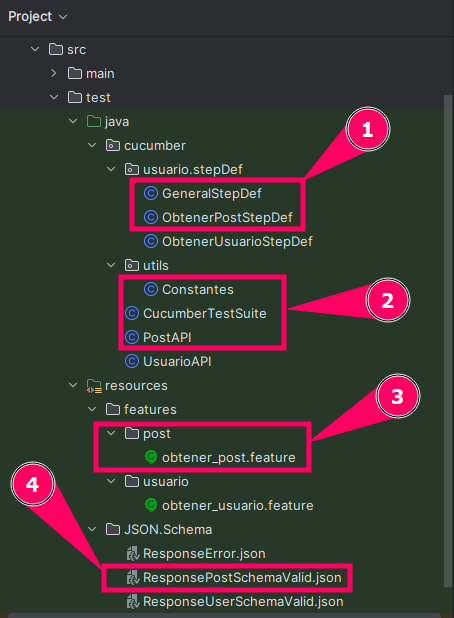 Project
src
main
test
java
1
cucumber
usuario.stepDef
GeneralStepDef
ObtenerPostStepDef
ObtenerUsuarioStepDef
utils
Constantes
2
CucumberTestSuite
PostAPI
UsuarioAPI
resources
3
features
post
obtener_post.feature
4
usuario
obtener_usuario.feature
JSON.Schema
ResponseError.json
ResponsePostSchemaValid.json
ResponseUserSchemaValid.json